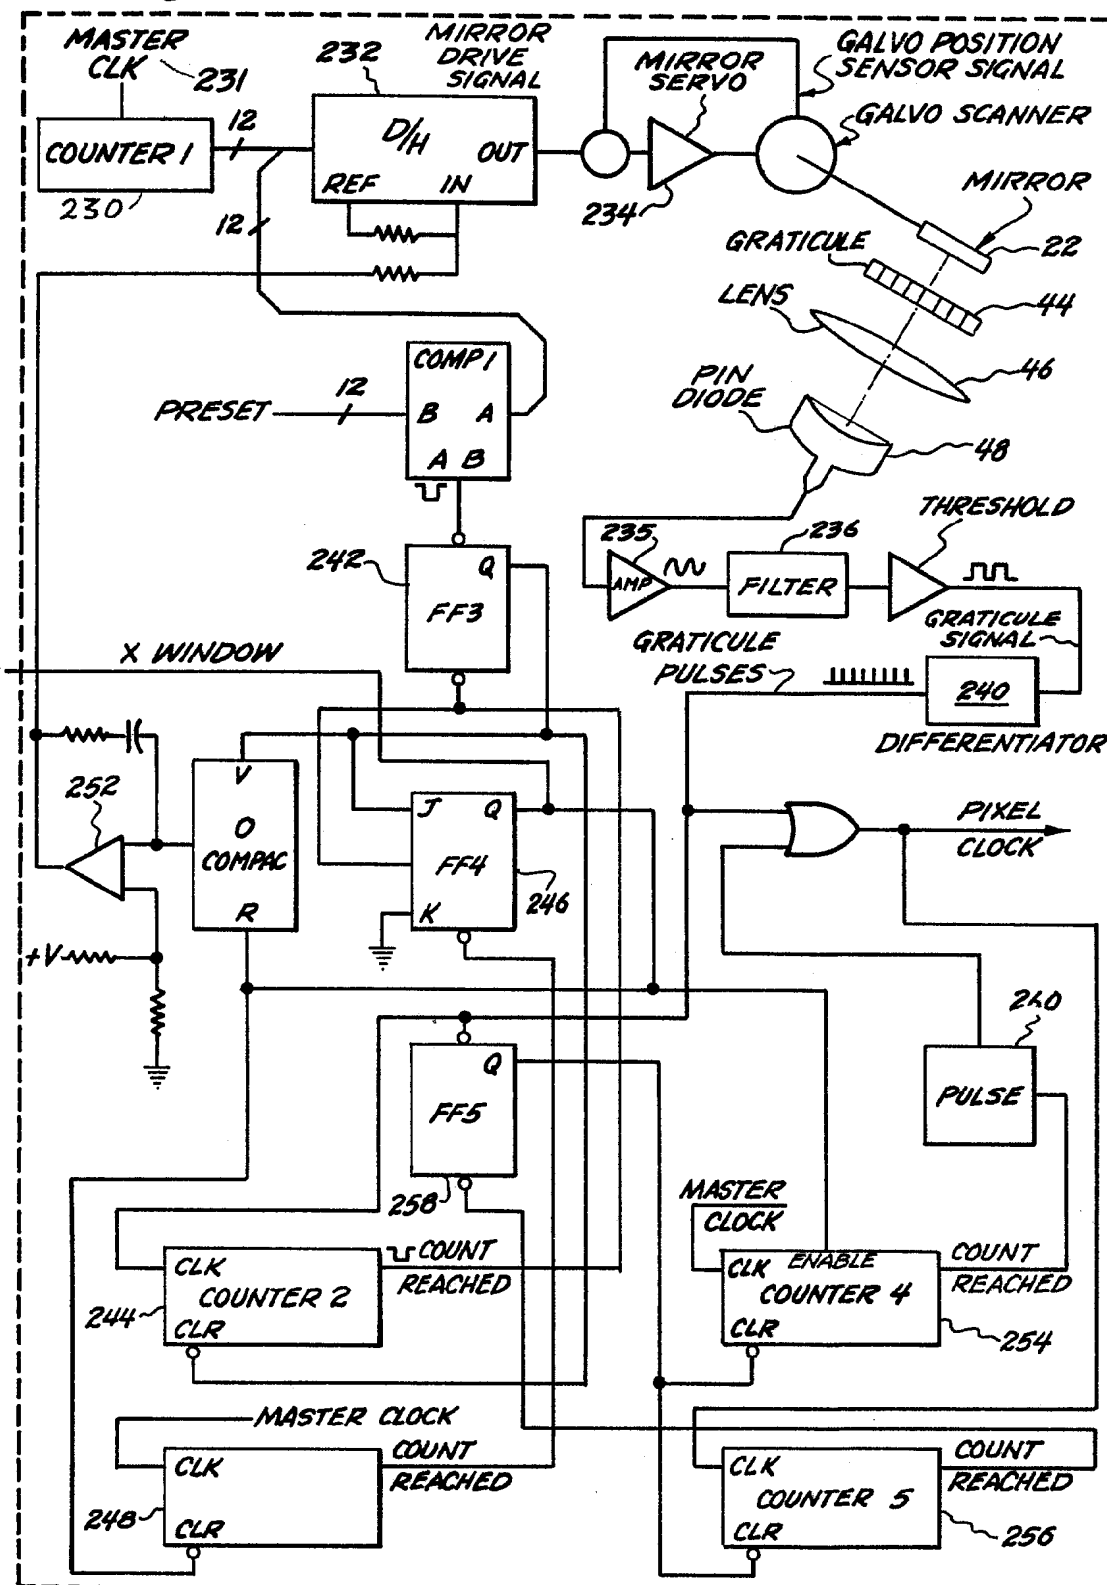 MASTER
CLK
231
COUNTER 1
230
12
12
232
MIRROR
DRIVE
SIGNAL
D/H
OUT
REF
IN
MIRROR
SERVO
234
GALVO POSITION
SENSOR SIGNAL
GALVO SCANNER
MIRROR
22
GRATICULE
44
LENS
46
PIN
DIODE
48
COMP 1
PRESET
12
B
A
A B
242
Q
FF3
235
AMP
236
FILTER
THRESHOLD
GRATICULE
SIGNAL
GRATICULE
PULSES
240
DIFFERENTIATOR
X WINDOW
252
V
O
COMPAC
R
+V
J
Q
FF4
K
246
PIXEL
CLOCK
Q
FF5
258
260
PULSE
MASTER
CLOCK
CLK
COUNTER 2
CLR
244
COUNT
REACHED
CLK
ENABLE
COUNTER 4
CLR
COUNT
REACHED
254
MASTER CLOCK
CLK
CLR
248
COUNT
REACHED
CLK
COUNTER 5
CLR
COUNT
REACHED
256